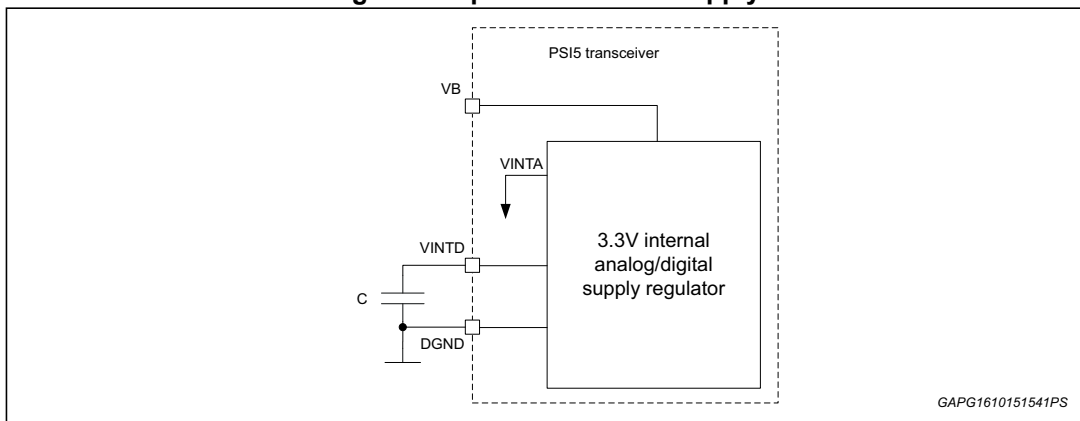 PSI5 transceiver
VB
VINTA
3.3V internal
analog/digital
supply regulator
VINTD
C
DGND
GAPG1610151541PS